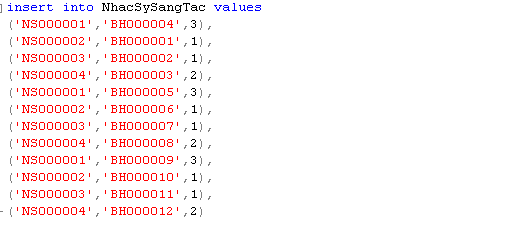 insert into NhacSySangTac values
('NS000001','BH000004',3),
('NS000002','BH000001',1),
('NS000003','BH000002',1),
('NS000004','BH000003',2),
('NS000001','BH000005',3),
('NS000002','BH000006',1),
('NS000003','BH000007',1),
('NS000004','BH000008',2),
('NS000001','BH000009',3),
('NS000002','BH000010',1),
('NS000003','BH000011',1),
('NS000004','BH000012',2)